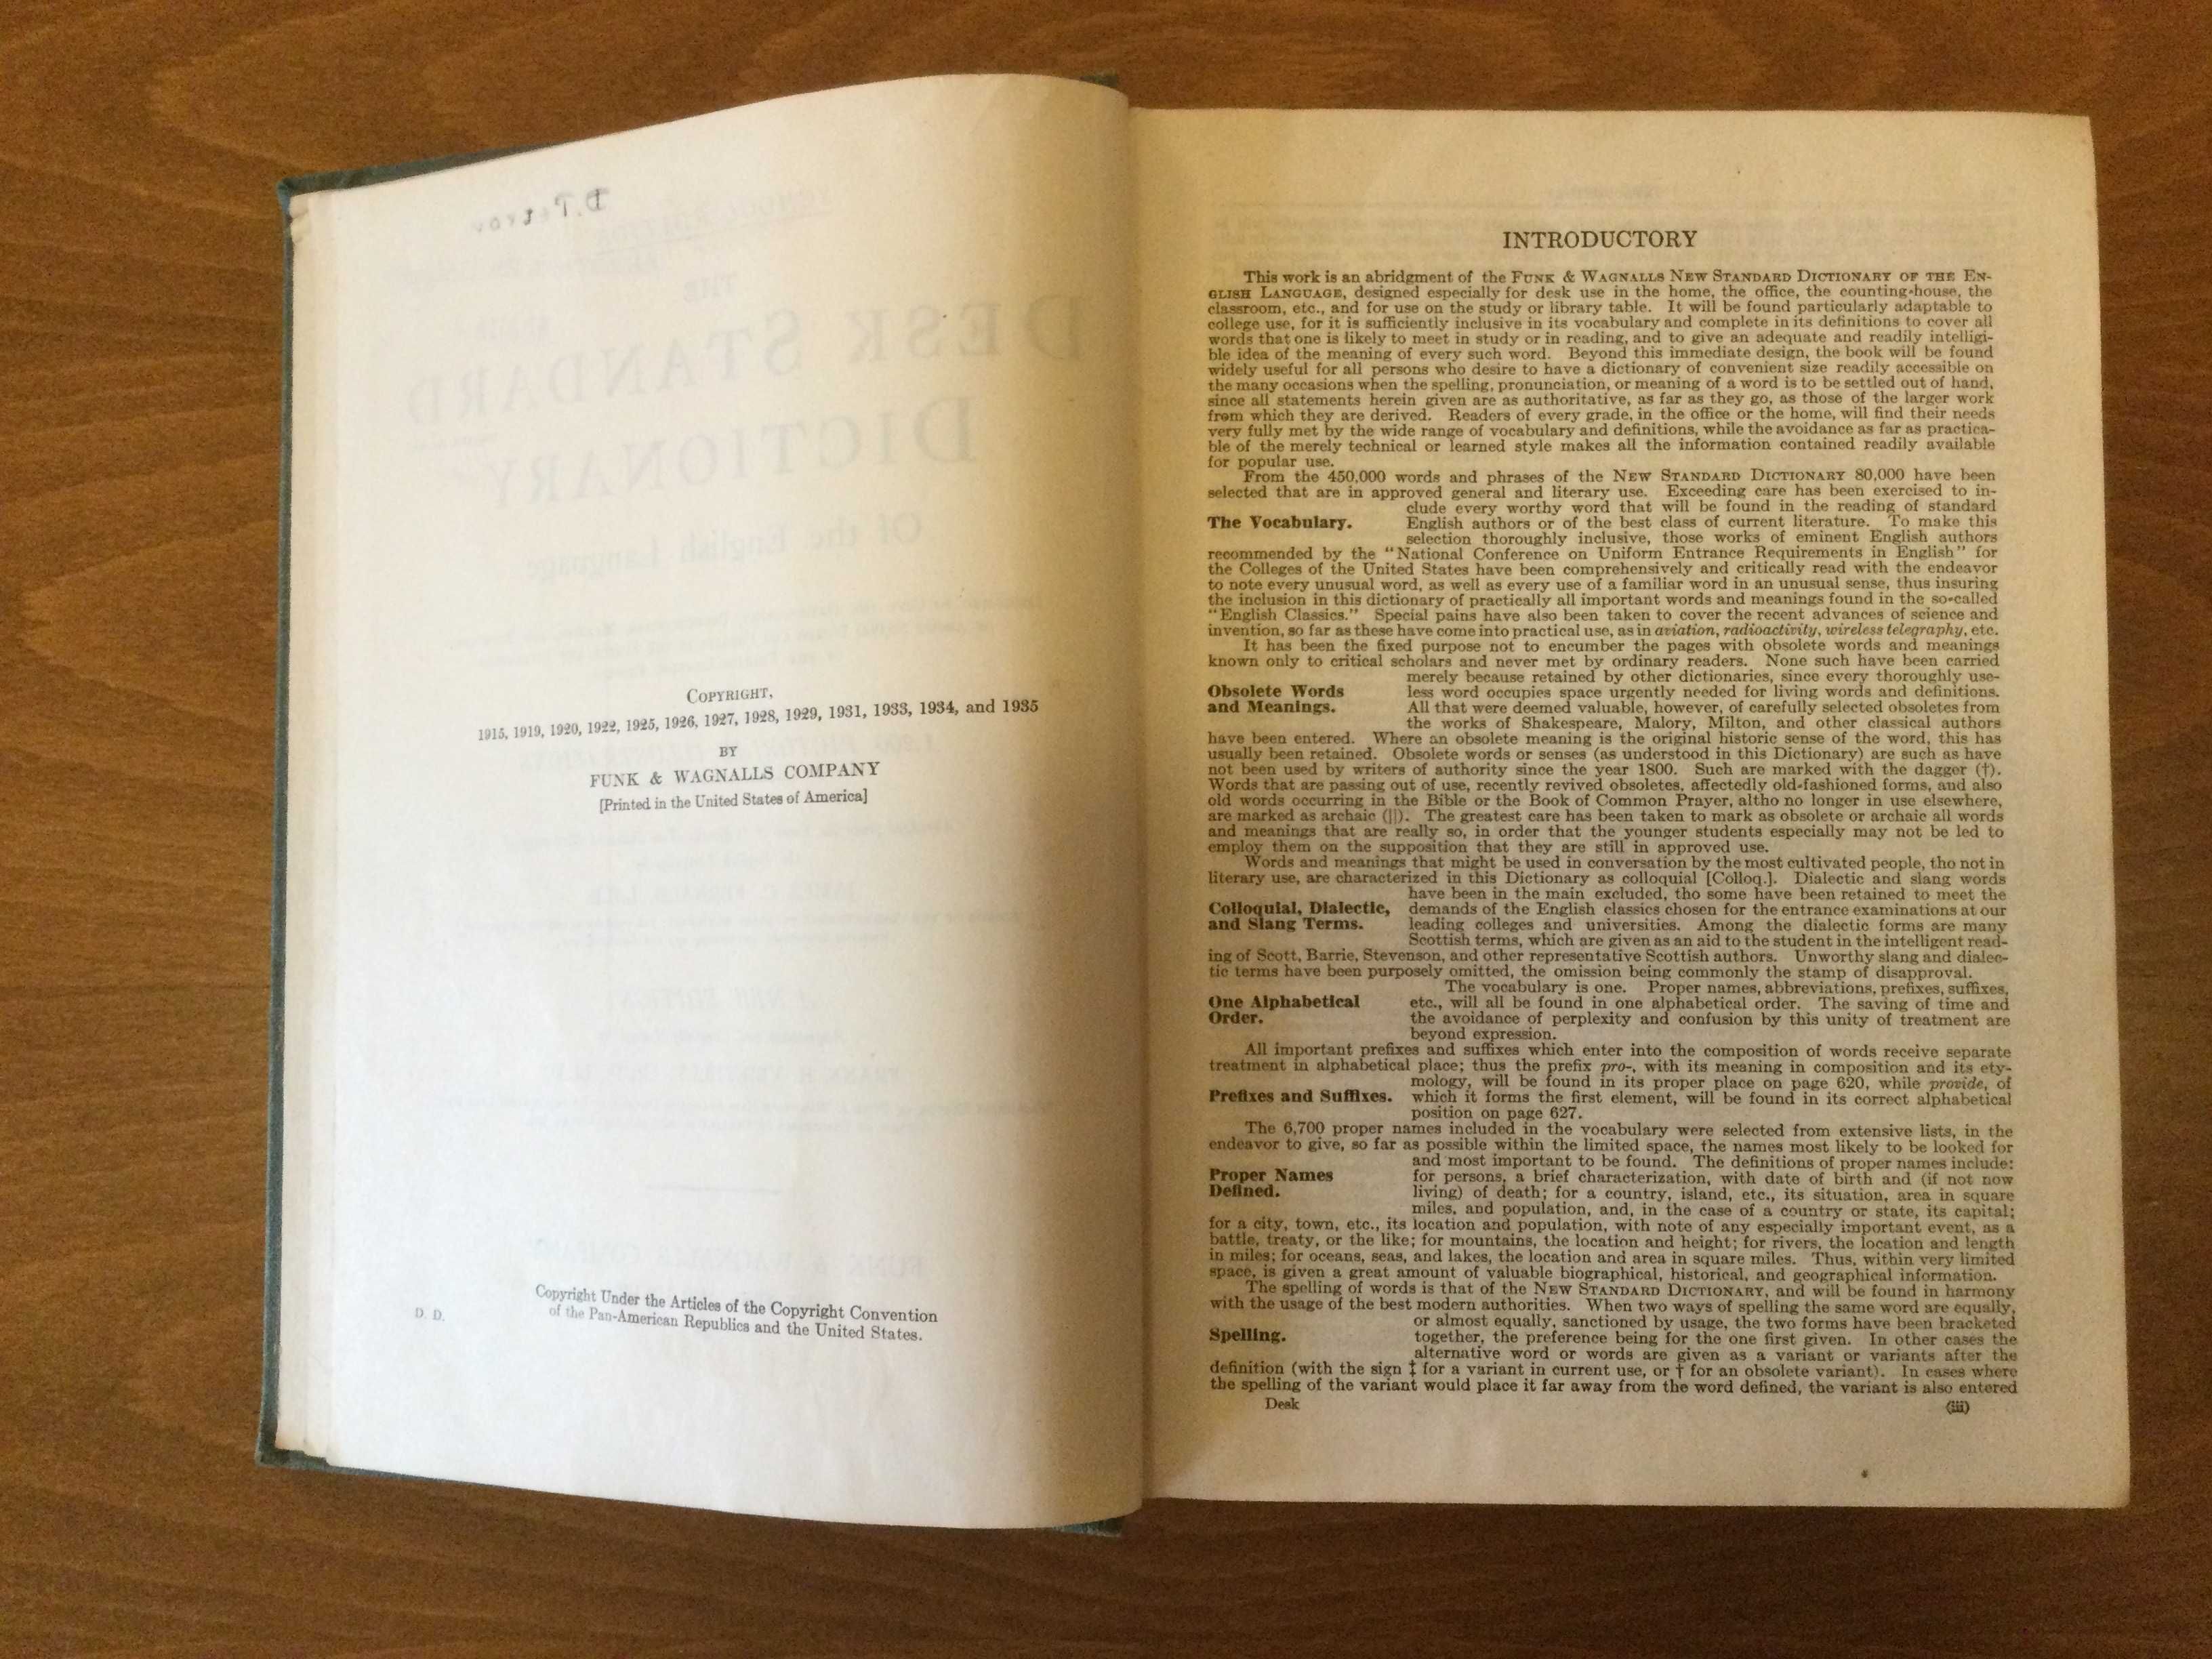 COPYRIGHT,
1915, 1919, 1920, 1922, 1925, 1926, 1927, 1928, 1929, 1931, 1933, 1934, and 1935
BY
FUNK & WAGNALLS COMPANY
[Printed in the United States of America]
D. D.
Copyright Under the Articles of the Copyright Convention
of the Pan-American Republics and the United States.
D. Petrov
THE
DESK STANDARD
DICTIONARY
Of the English Language
INTRODUCTORY
This work is an abridgment of the FUNK & WAGNALLS NEW STANDARD DICTIONARY OF THE EN-
GLISH LANGUAGE, designed especially for desk use in the home, the office, the counting-house, the
classroom, etc., and for use on the study or library table. It will be found particularly adaptable to
college use, for it is sufficiently inclusive in its vocabulary and complete in its definitions to cover all
words that one is likely to meet in study or in reading, and to give an adequate and readily intelligi-
ble idea of the meaning of every such word. Beyond this immediate design, the book will be found
widely useful for all persons who desire to have a dictionary of convenient size readily accessible on
the many occasions when the spelling, pronunciation, or meaning of a word is to be settled out of hand,
since all statements herein given are as authoritative, as far as they go, as those of the larger work
from which they are derived. Readers of every grade, in the office or the home, will find their needs
very fully met by the wide range of vocabulary and definitions, while the avoidance as far as practica-
ble of the merely technical or learned style makes all the information contained readily available
for popular use.
From the 450,000 words and phrases of the NEW STANDARD DICTIONARY 80,000 have been
selected that are in approved general and literary use. Exceeding care has been exercised to in-
clude every worthy word that will be found in the reading of standard
The Vocabulary. English authors or of the best class of current literature. To make this
selection thoroughly inclusive, those works of eminent English authors
recommended by the "National Conference on Uniform Entrance Requirements in English" for
the Colleges of the United States have been comprehensively and critically read with the endeavor
to note every unusual word, as well as every use of a familiar word in an unusual sense, thus insuring
the inclusion in this dictionary of practically all important words and meanings found in the so-called
"English Classics." Special pains have also been taken to cover the recent advances of science and
invention, so far as these have come into practical use, as in aviation, radioactivity, wireless telegraphy, etc.
It has been the fixed purpose not to encumber the pages with obsolete words and meanings
known only to critical scholars and never met by ordinary readers. None such have been carried
merely because retained by other dictionaries, since every thoroughly use-
Obsolete Words less word occupies space urgently needed for living words and definitions.
and Meanings. All that were deemed valuable, however, of carefully selected obsoletes from
the works of Shakespeare, Malory, Milton, and other classical authors
have been entered. Where an obsolete meaning is the original historic sense of the word, this has
usually been retained. Obsolete words or senses (as understood in this Dictionary) are such as have
not been used by writers of authority since the year 1800. Such are marked with the dagger (†).
Words that are passing out of use, recently revived obsoletes, affectedly old-fashioned forms, and also
old words occurring in the Bible or the Book of Common Prayer, altho no longer in use elsewhere,
are marked as archaic (||). The greatest care has been taken to mark as obsolete or archaic all words
and meanings that are really so, in order that the younger students especially may not be led to
employ them on the supposition that they are still in approved use.
Words and meanings that might be used in conversation by the most cultivated people, tho not in
literary use, are characterized in this Dictionary as colloquial [Colloq.]. Dialectic and slang words
have been in the main excluded, tho some have been retained to meet the
Colloquial, Dialectic, demands of the English classics chosen for the entrance examinations at our
and Slang Terms. leading colleges and universities. Among the dialectic forms are many
Scottish terms, which are given as an aid to the student in the intelligent read-
ing of Scott, Barrie, Stevenson, and other representative Scottish authors. Unworthy slang and dialec-
tic terms have been purposely omitted, the omission being commonly the stamp of disapproval.
The vocabulary is one. Proper names, abbreviations, prefixes, suffixes,
One Alphabetical etc., will all be found in one alphabetical order. The saving of time and
Order. the avoidance of perplexity and confusion by this unity of treatment are
beyond expression.
All important prefixes and suffixes which enter into the composition of words receive separate
treatment in alphabetical place; thus the prefix pro-, with its meaning in composition and its ety-
mology, will be found in its proper place on page 620, while provide, of
Prefixes and Suffixes. which it forms the first element, will be found in its correct alphabetical
position on page 627.
The 6,700 proper names included in the vocabulary were selected from extensive lists, in the
endeavor to give, so far as possible within the limited space, the names most likely to be looked for
and most important to be found. The definitions of proper names include:
Proper Names for persons, a brief characterization, with date of birth and (if not now
Defined. living) of death; for a country, island, etc., its situation, area in square
miles, and population, and, in the case of a country or state, its capital;
for a city, town, etc., its location and population, with note of any especially important event, as a
battle, treaty, or the like; for mountains, the location and height; for rivers, the location and length
in miles; for oceans, seas, and lakes, the location and area in square miles. Thus, within very limited
space, is given a great amount of valuable biographical, historical, and geographical information.
The spelling of words is that of the NEW STANDARD DICTIONARY, and will be found in harmony
with the usage of the best modern authorities. When two ways of spelling the same word are equally,
or almost equally, sanctioned by usage, the two forms have been bracketed
Spelling. together, the preference being for the one first given. In other cases the
alternative word or words are given as a variant or variants after the
definition (with the sign ‡ for a variant in current use, or † for an obsolete variant). In cases where
the spelling of the variant would place it far away from the word defined, the variant is also entered
Desk (iii)